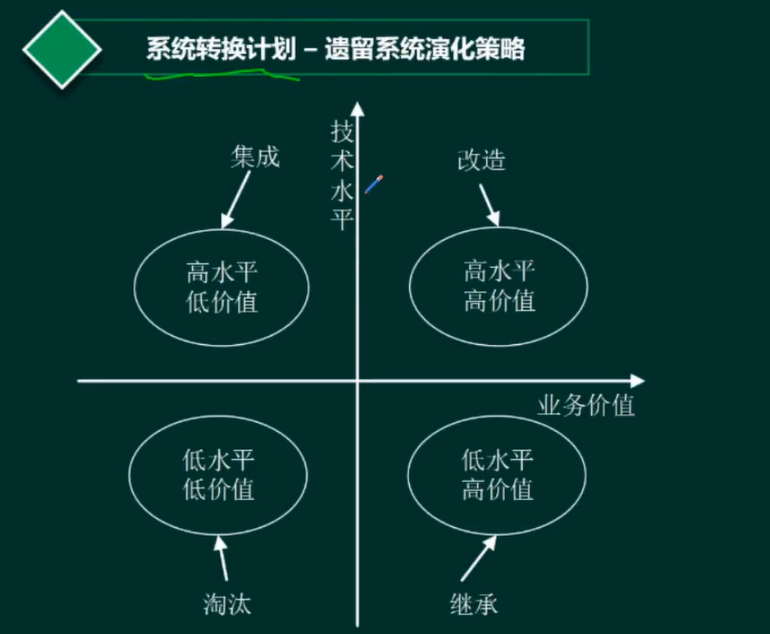 系统转换计划 – 遗留系统演化策略
技术水平
集成
改造
高水平
低价值
高水平
高价值
业务价值
低水平
低价值
低水平
高价值
淘汰
继承